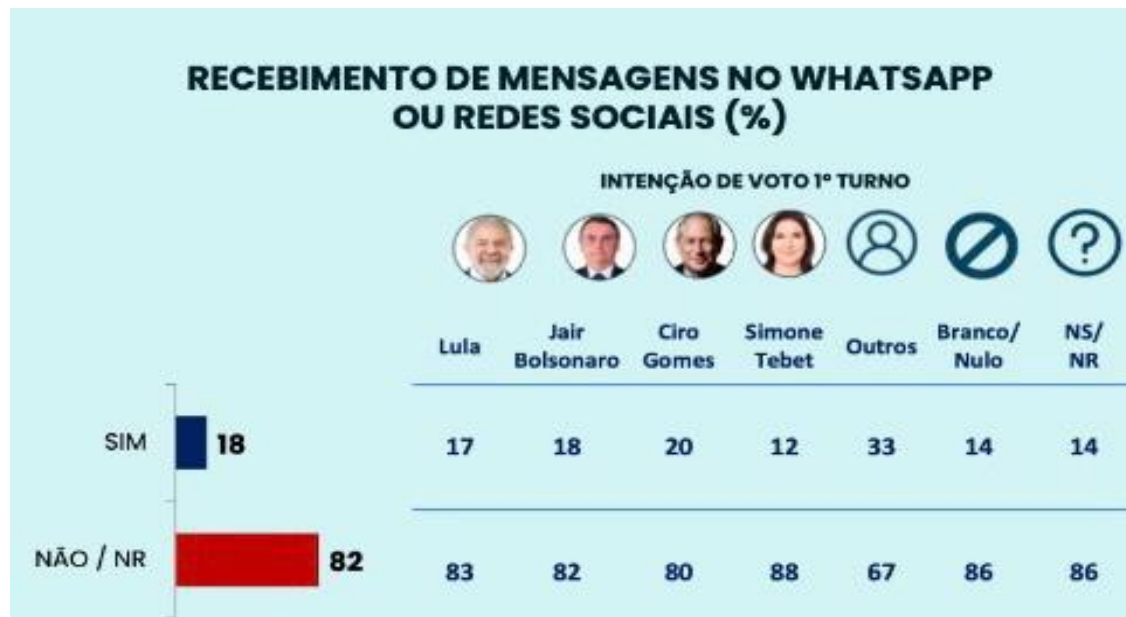 RECEBIMENTO DE MENSAGENS NO WHATSAPP
OU REDES SOCIAIS (%)
INTENÇÃO DE VOTO 1º TURNO
Lula
Jair
Bolsonaro
Ciro
Gomes
Simone
Tebet
Outros
Branco/
Nulo
NS/
NR
SIM 18 17 18 20 12 33 14 14
NÃO / NR 82 83 82 80 88 67 86 86